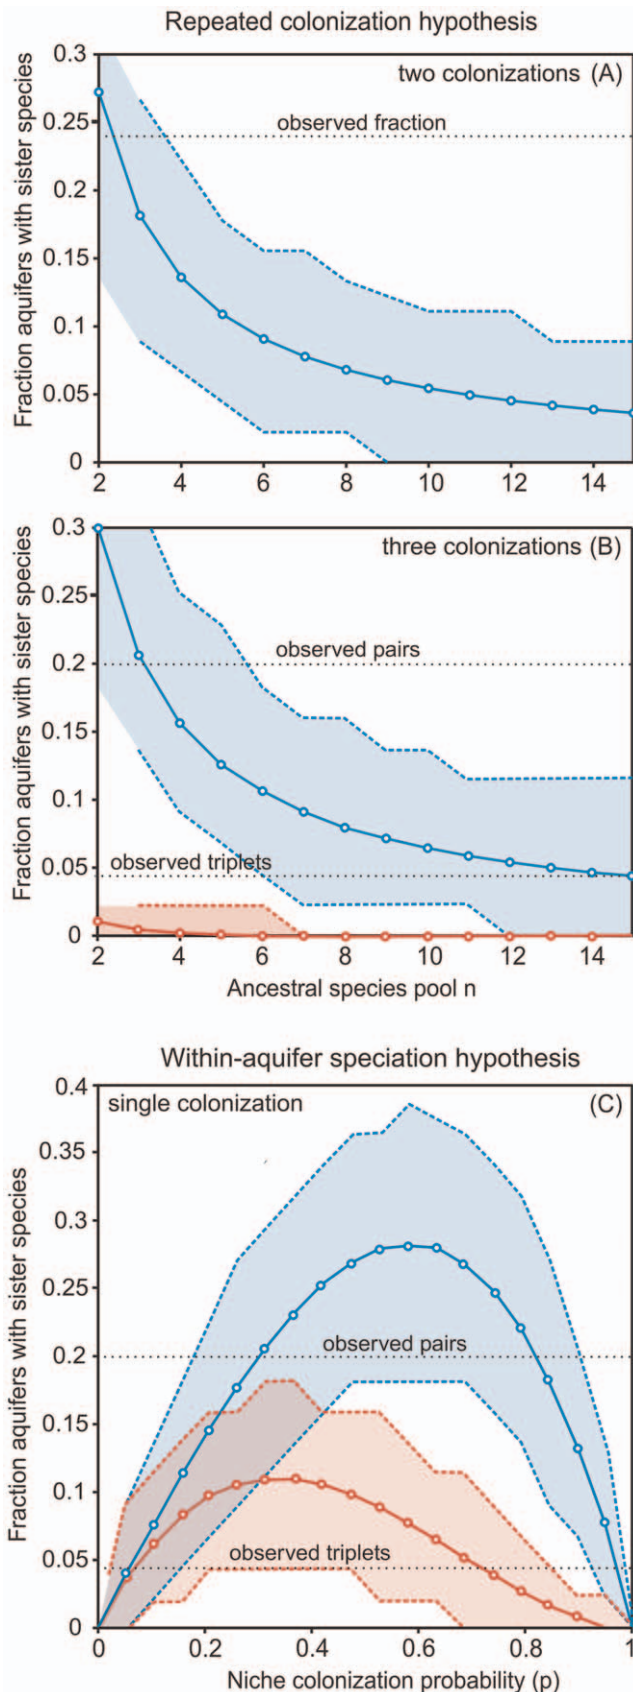 Repeated colonization hypothesis
0.3
two colonizations (A)
0.25
observed fraction
0.2
0.15
0.1
0.05
0
Fraction aquifers with sister species
2 4 6 8 10 12 14
0.3
three colonizations (B)
0.25
observed pairs
0.2
0.15
0.1
observed triplets
0.05
0
Fraction aquifers with sister species
2 4 6 8 10 12 14
Ancestral species pool n
Within-aquifer speciation hypothesis
0.4
single colonization (C)
0.35
0.3
0.25
0.2
observed pairs
0.15
0.1
observed triplets
0.05
0
Fraction aquifers with sister species
0 0.2 0.4 0.6 0.8 1
Niche colonization probability (p)